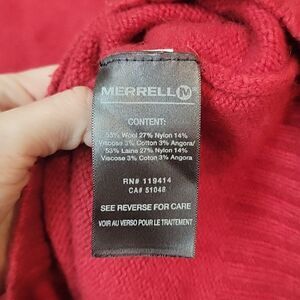 MERRELL
CONTENT:
53% Wool 27% Nylon 14%
Viscose 3% Cotton 3% Angora/
53% Laine 27% Nylon 14%
Viscose 3% Coton 3% Angora
RN# 119414
CA# 51048
SEE REVERSE FOR CARE
VOIR AU VERSO POUR LE TRAITEMENT